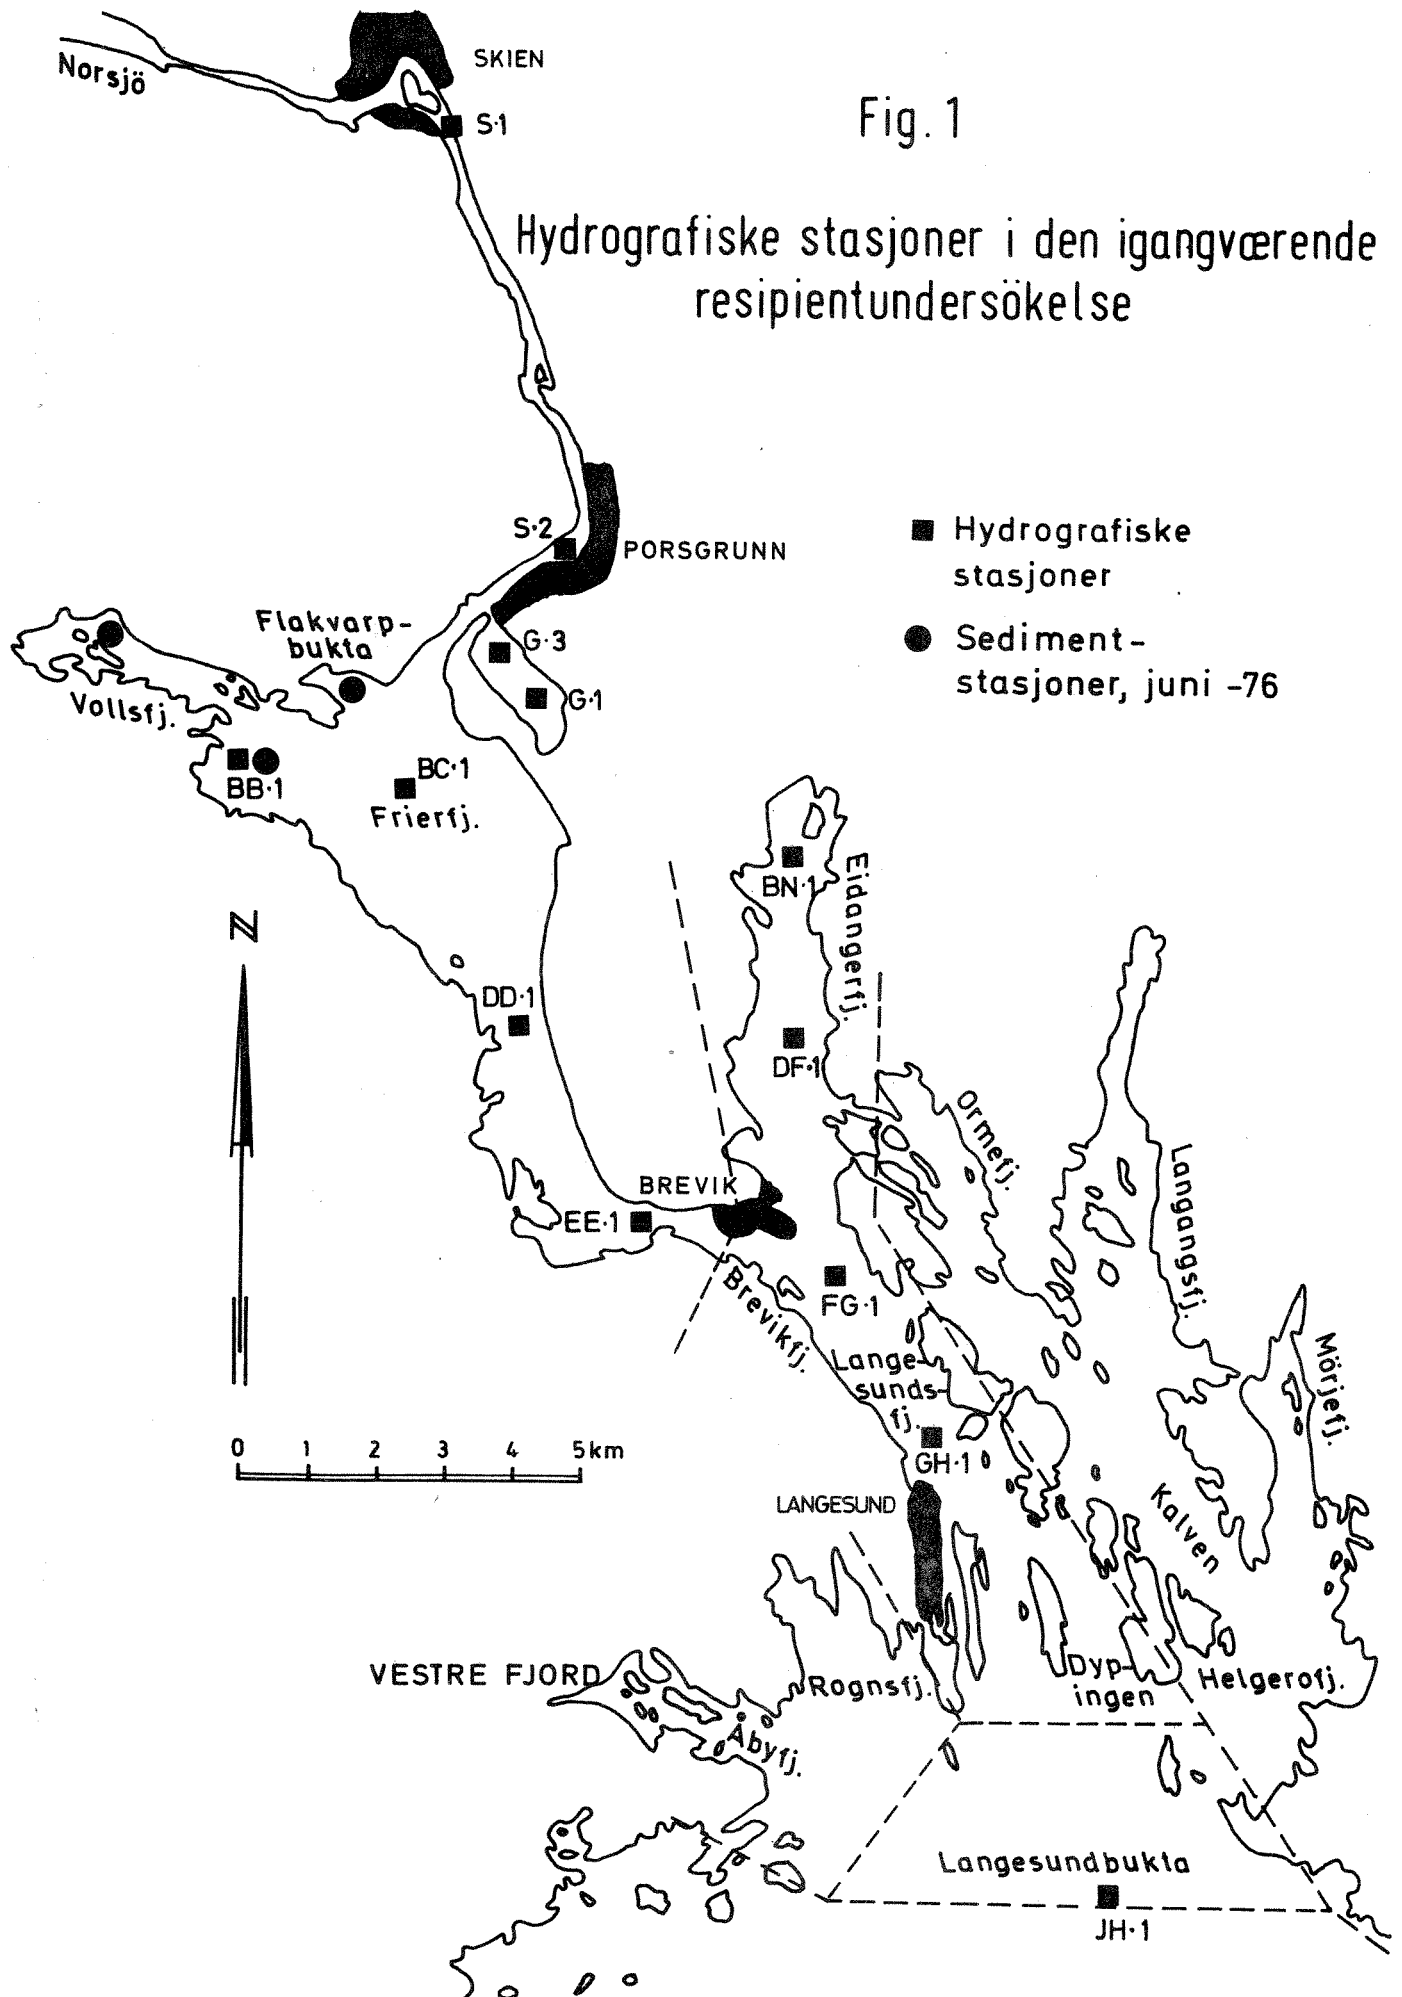 Norsjö
SKIEN
S·1
Fig. 1
Hydrografiske stasjoner i den igangværende
resipientundersökelse
S·2
PORSGRUNN
Hydrografiske
stasjoner
Sediment-
stasjoner, juni -76
Flakvarp-
bukta
G·3
G·1
Vollsfj.
BB·1
BC·1
Frierfj.
BN·1
Eidangerfj.
N
DD·1
DF·1
Ormefj.
Langangsfj.
BREVIK
EE·1
Brevikfj.
FG·1
Lange-
sunds-
fj.
Mörjefj.
GH·1
0 1 2 3 4 5km
LANGESUND
Kalven
VESTRE FJORD
Rognsfj.
Dyp-
ingen
Helgerofj.
Åbyfj.
Langesundbukta
JH·1